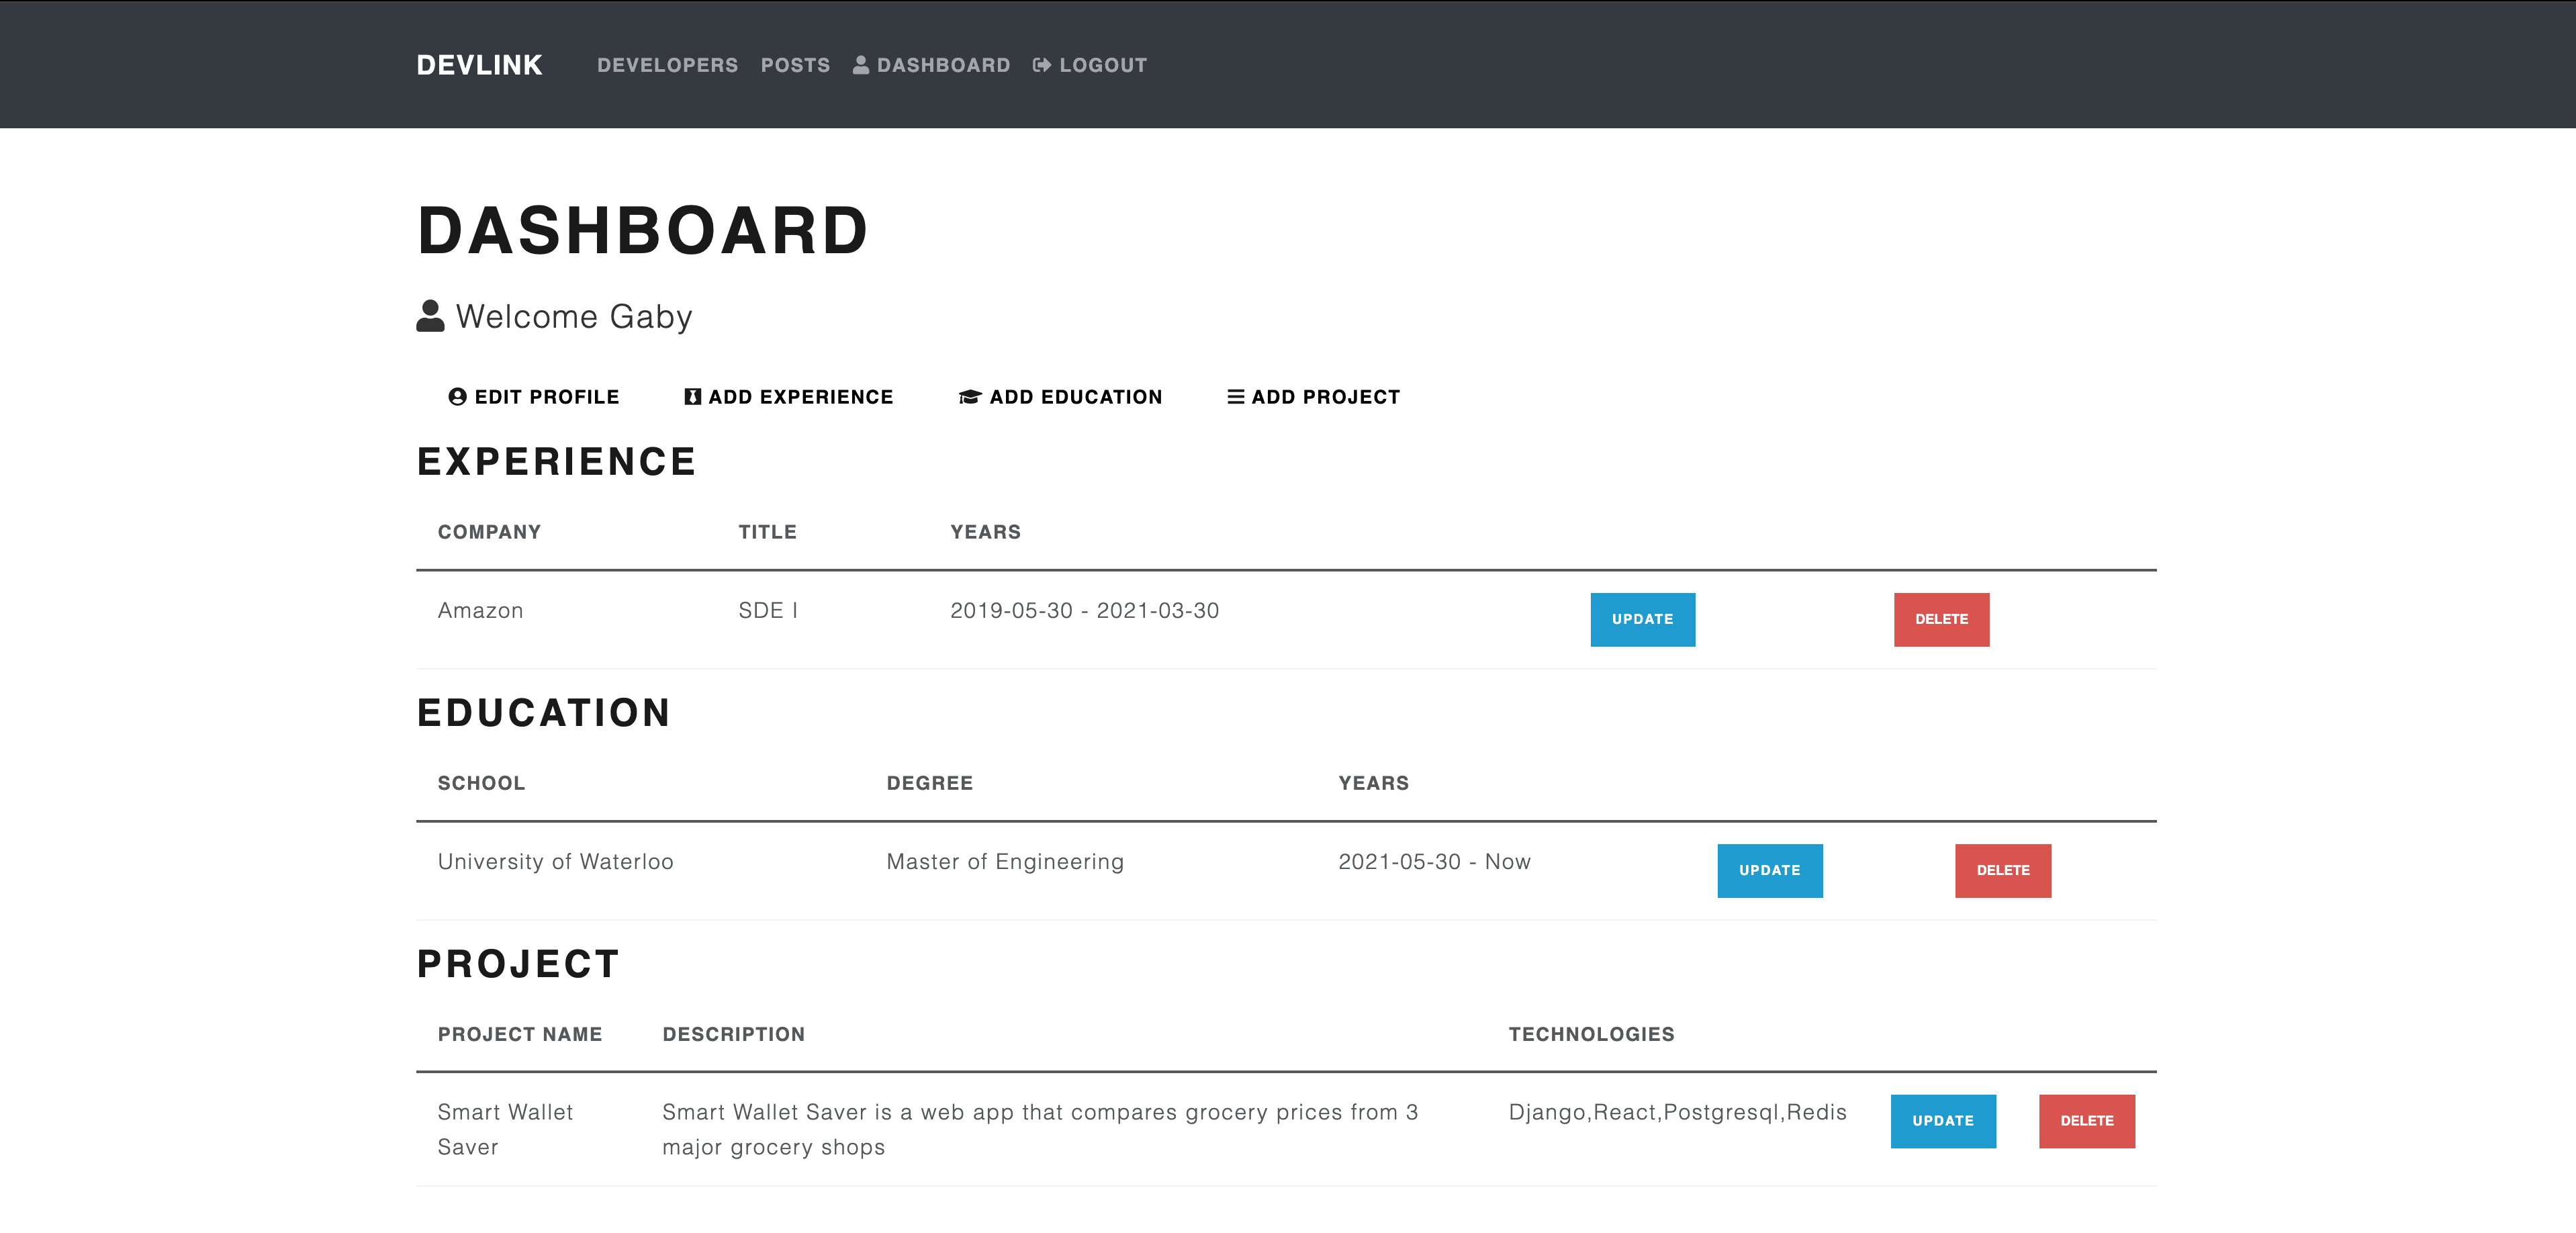 DEVLINK DEVELOPERS POSTS DASHBOARD LOGOUT
DASHBOARD
Welcome Gaby
EDIT PROFILE ADD EXPERIENCE ADD EDUCATION ADD PROJECT
EXPERIENCE
COMPANY TITLE YEARS
Amazon SDE I 2019-05-30 - 2021-03-30 UPDATE DELETE
EDUCATION
SCHOOL DEGREE YEARS
University of Waterloo Master of Engineering 2021-05-30 - Now UPDATE DELETE
PROJECT
PROJECT NAME DESCRIPTION TECHNOLOGIES
Smart Wallet Smart Wallet Saver is a web app that compares grocery prices from 3 Django,React,Postgresql,Redis UPDATE DELETE
Saver major grocery shops